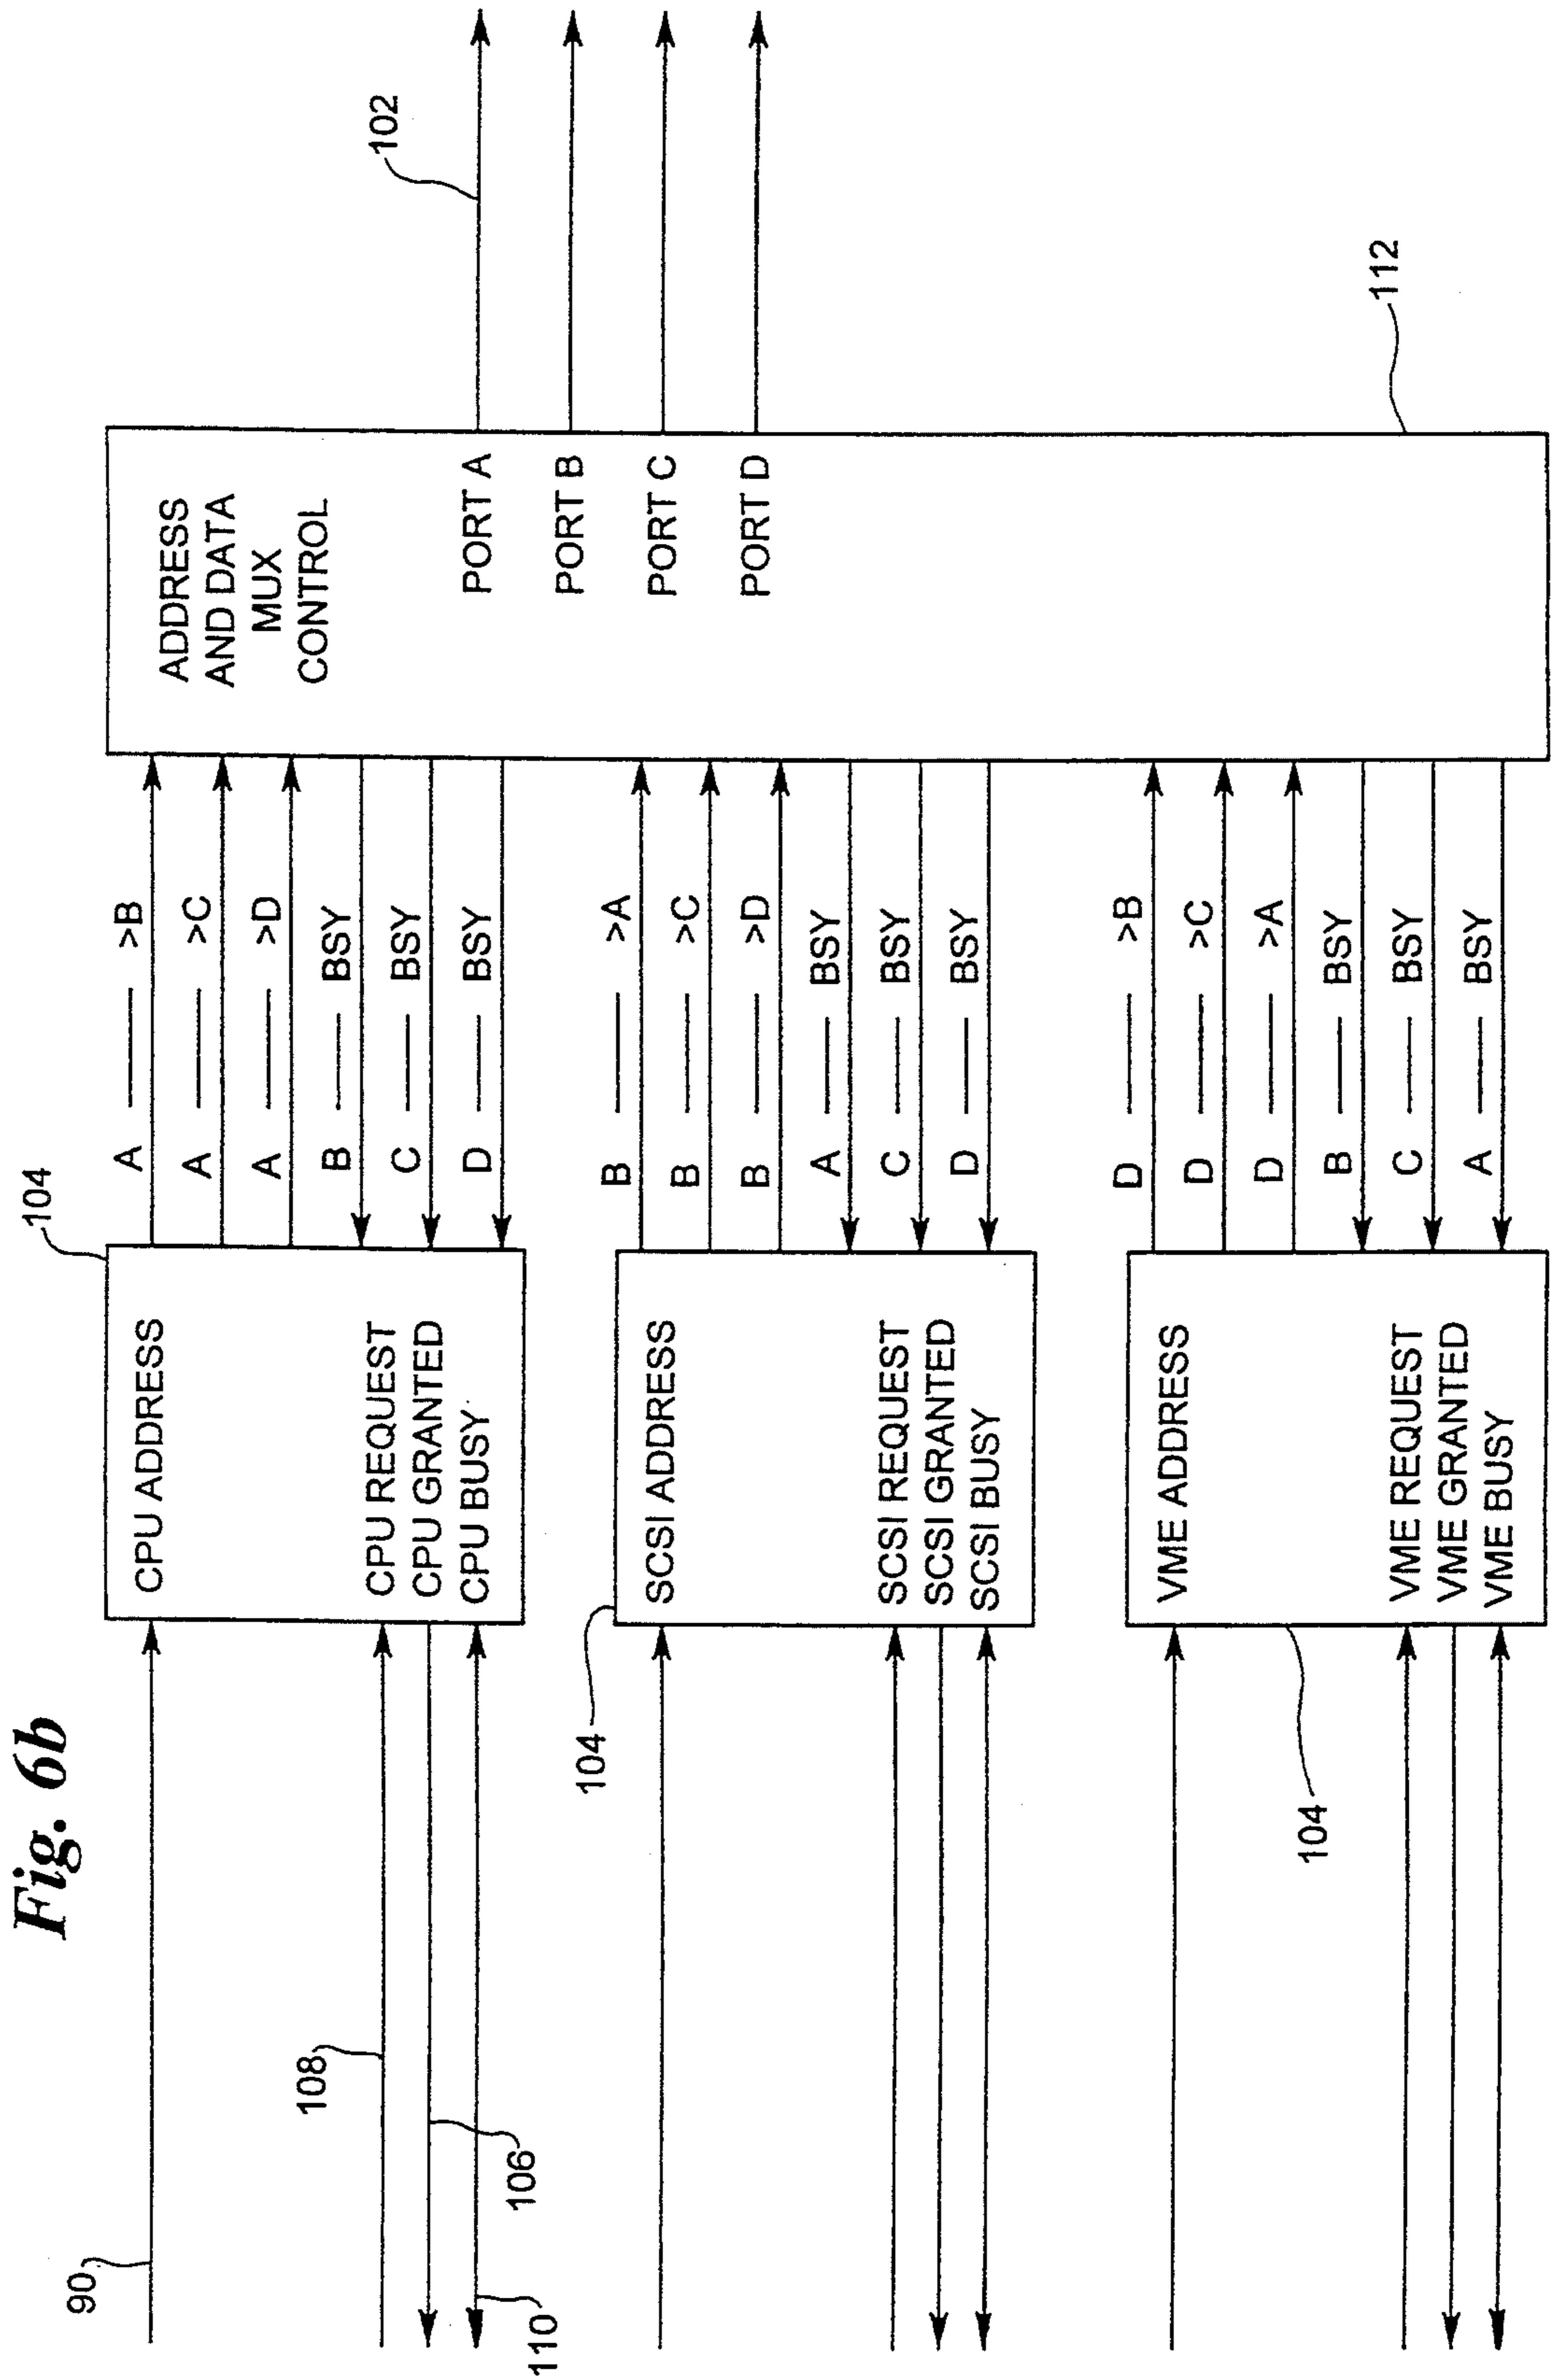 Fig. 6b
90
108
106
110
104
CPU ADDRESS
CPU REQUEST
CPU GRANTED
CPU BUSY
A —— >B
A —— >C
A —— >D
B — BSY
C — BSY
D — BSY
104
SCSI ADDRESS
SCSI REQUEST
SCSI GRANTED
SCSI BUSY
B —— >A
B —— >C
B —— >D
A — BSY
C — BSY
D — BSY
104
VME ADDRESS
VME REQUEST
VME GRANTED
VME BUSY
D —— >B
D —— >C
D —— >A
B — BSY
C — BSY
A — BSY
ADDRESS
AND DATA
MUX
CONTROL
PORT A
PORT B
PORT C
PORT D
102
112